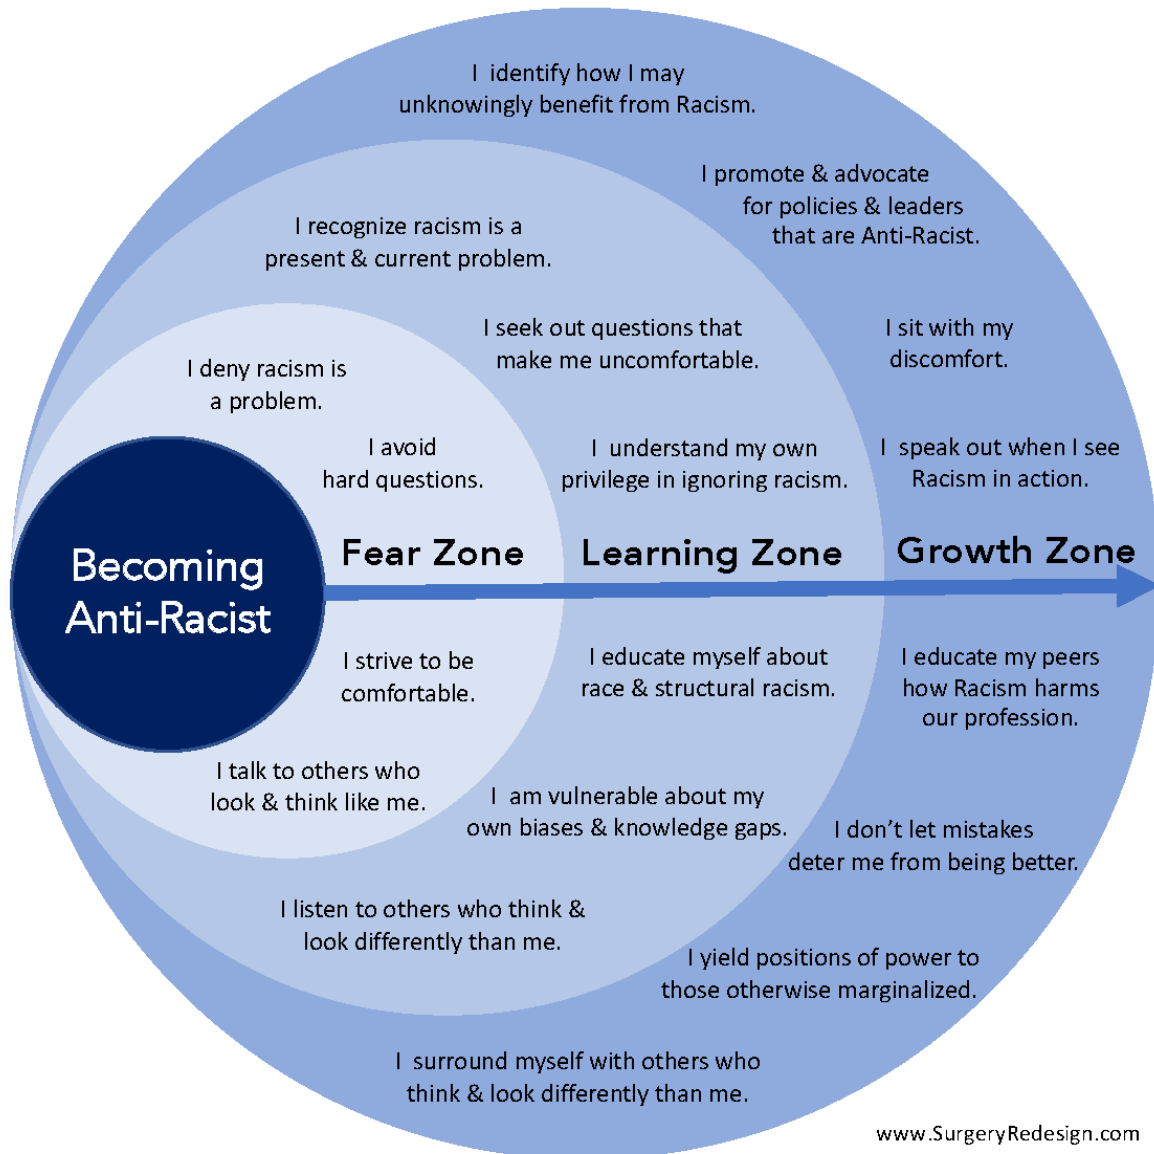 I identify how I may
unknowingly benefit from Racism.
I promote & advocate
for policies & leaders
that are Anti-Racist.
I recognize racism is a
present & current problem.
I seek out questions that
make me uncomfortable.
I sit with my
discomfort.
I deny racism is
a problem.
I avoid
hard questions.
I understand my own
privilege in ignoring racism.
I speak out when I see
Racism in action.
Becoming
Anti-Racist
Fear Zone
Learning Zone
Growth Zone
I strive to be
comfortable.
I educate myself about
race & structural racism.
I educate my peers
how Racism harms
our profession.
I talk to others who
look & think like me.
I am vulnerable about my
own biases & knowledge gaps.
I don't let mistakes
deter me from being better.
I listen to others who think &
look differently than me.
I yield positions of power to
those otherwise marginalized.
I surround myself with others who
think & look differently than me.
www.SurgeryRedesign.com